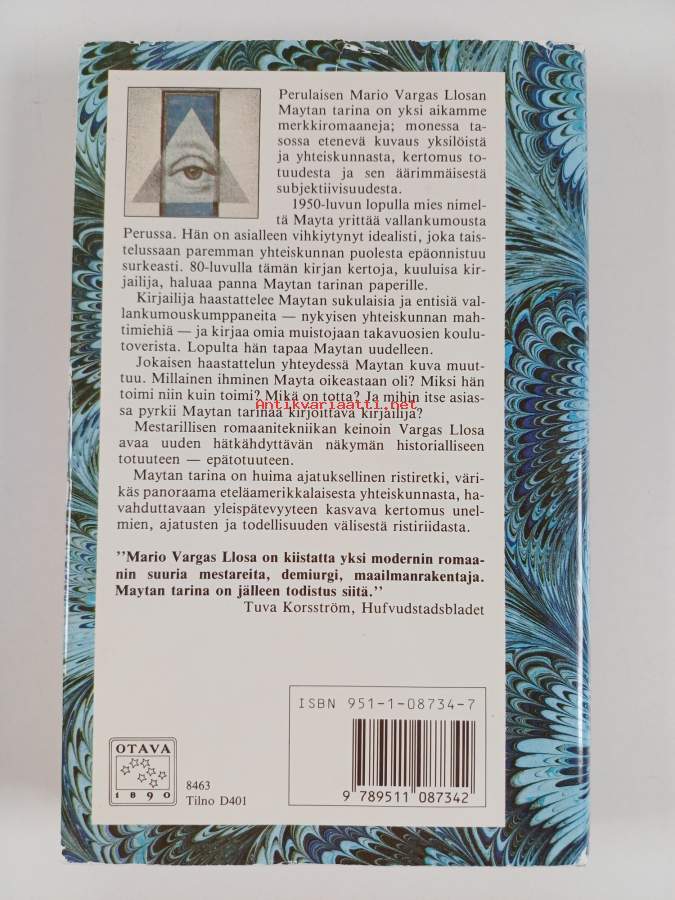 Perulaisen Mario Vargas Llosan
Maytan tarina on yksi aikamme
merkkiromaaneja; monessa ta-
sossa etenevä kuvaus yksilöistä
ja yhteiskunnasta, kertomus to-
tuudesta ja sen äärimmäisestä
subjektiivisuudesta.
1950-luvun lopulla mies nimel-
tä Mayta yrittää vallankumousta
Perussa. Hän on asialleen vihkiytynyt idealisti, joka tais-
telussaan paremman yhteiskunnan puolesta epäonnistuu
surkeasti. 80-luvulla tämän kirjan kertoja, kuuluisa kir-
jailija, haluaa panna Maytan tarinan paperille.
Kirjailija haastattelee Maytan sukulaisia ja entisiä val-
lankumouskumppaneita — nykyisen yhteiskunnan mah-
timiehiä — ja kirjaa omia muistojaan takavuosien koulu-
toverista. Lopulta hän tapaa Maytan uudelleen.
Jokaisen haastattelun yhteydessä Maytan kuva muut-
tuu. Millainen ihminen Mayta oikeastaan oli? Miksi hän
toimi niin kuin toimi? Mikä on totta? Ja mihin itse asias-
Antikvariaatti.net
sa pyrkii Maytan tarinaa kirjoittava kirjailija?
Mestarillisen romaanitekniikan keinoin Vargas Llosa
avaa uuden hätkähdyttävän näkymän historialliseen
totuuteen — epätotuuteen.
Maytan tarina on huima ajatuksellinen ristiretki, väri-
käs panoraama eteläamerikkalaisesta yhteiskunnasta, ha-
vahduttavaan yleispätevyyteen kasvava kertomus unel-
mien, ajatusten ja todellisuuden välisestä ristiriidasta.
''Mario Vargas Llosa on kiistatta yksi modernin romaa-
nin suuria mestareita, demiurgi, maailmanrakentaja.
Maytan tarina on jälleen todistus siitä.''
Tuva Korsström, Hufvudstadsbladet
ISBN 951-1-08734-7
OTAVA
1890
8463
Tilno D401
9 789511 087342